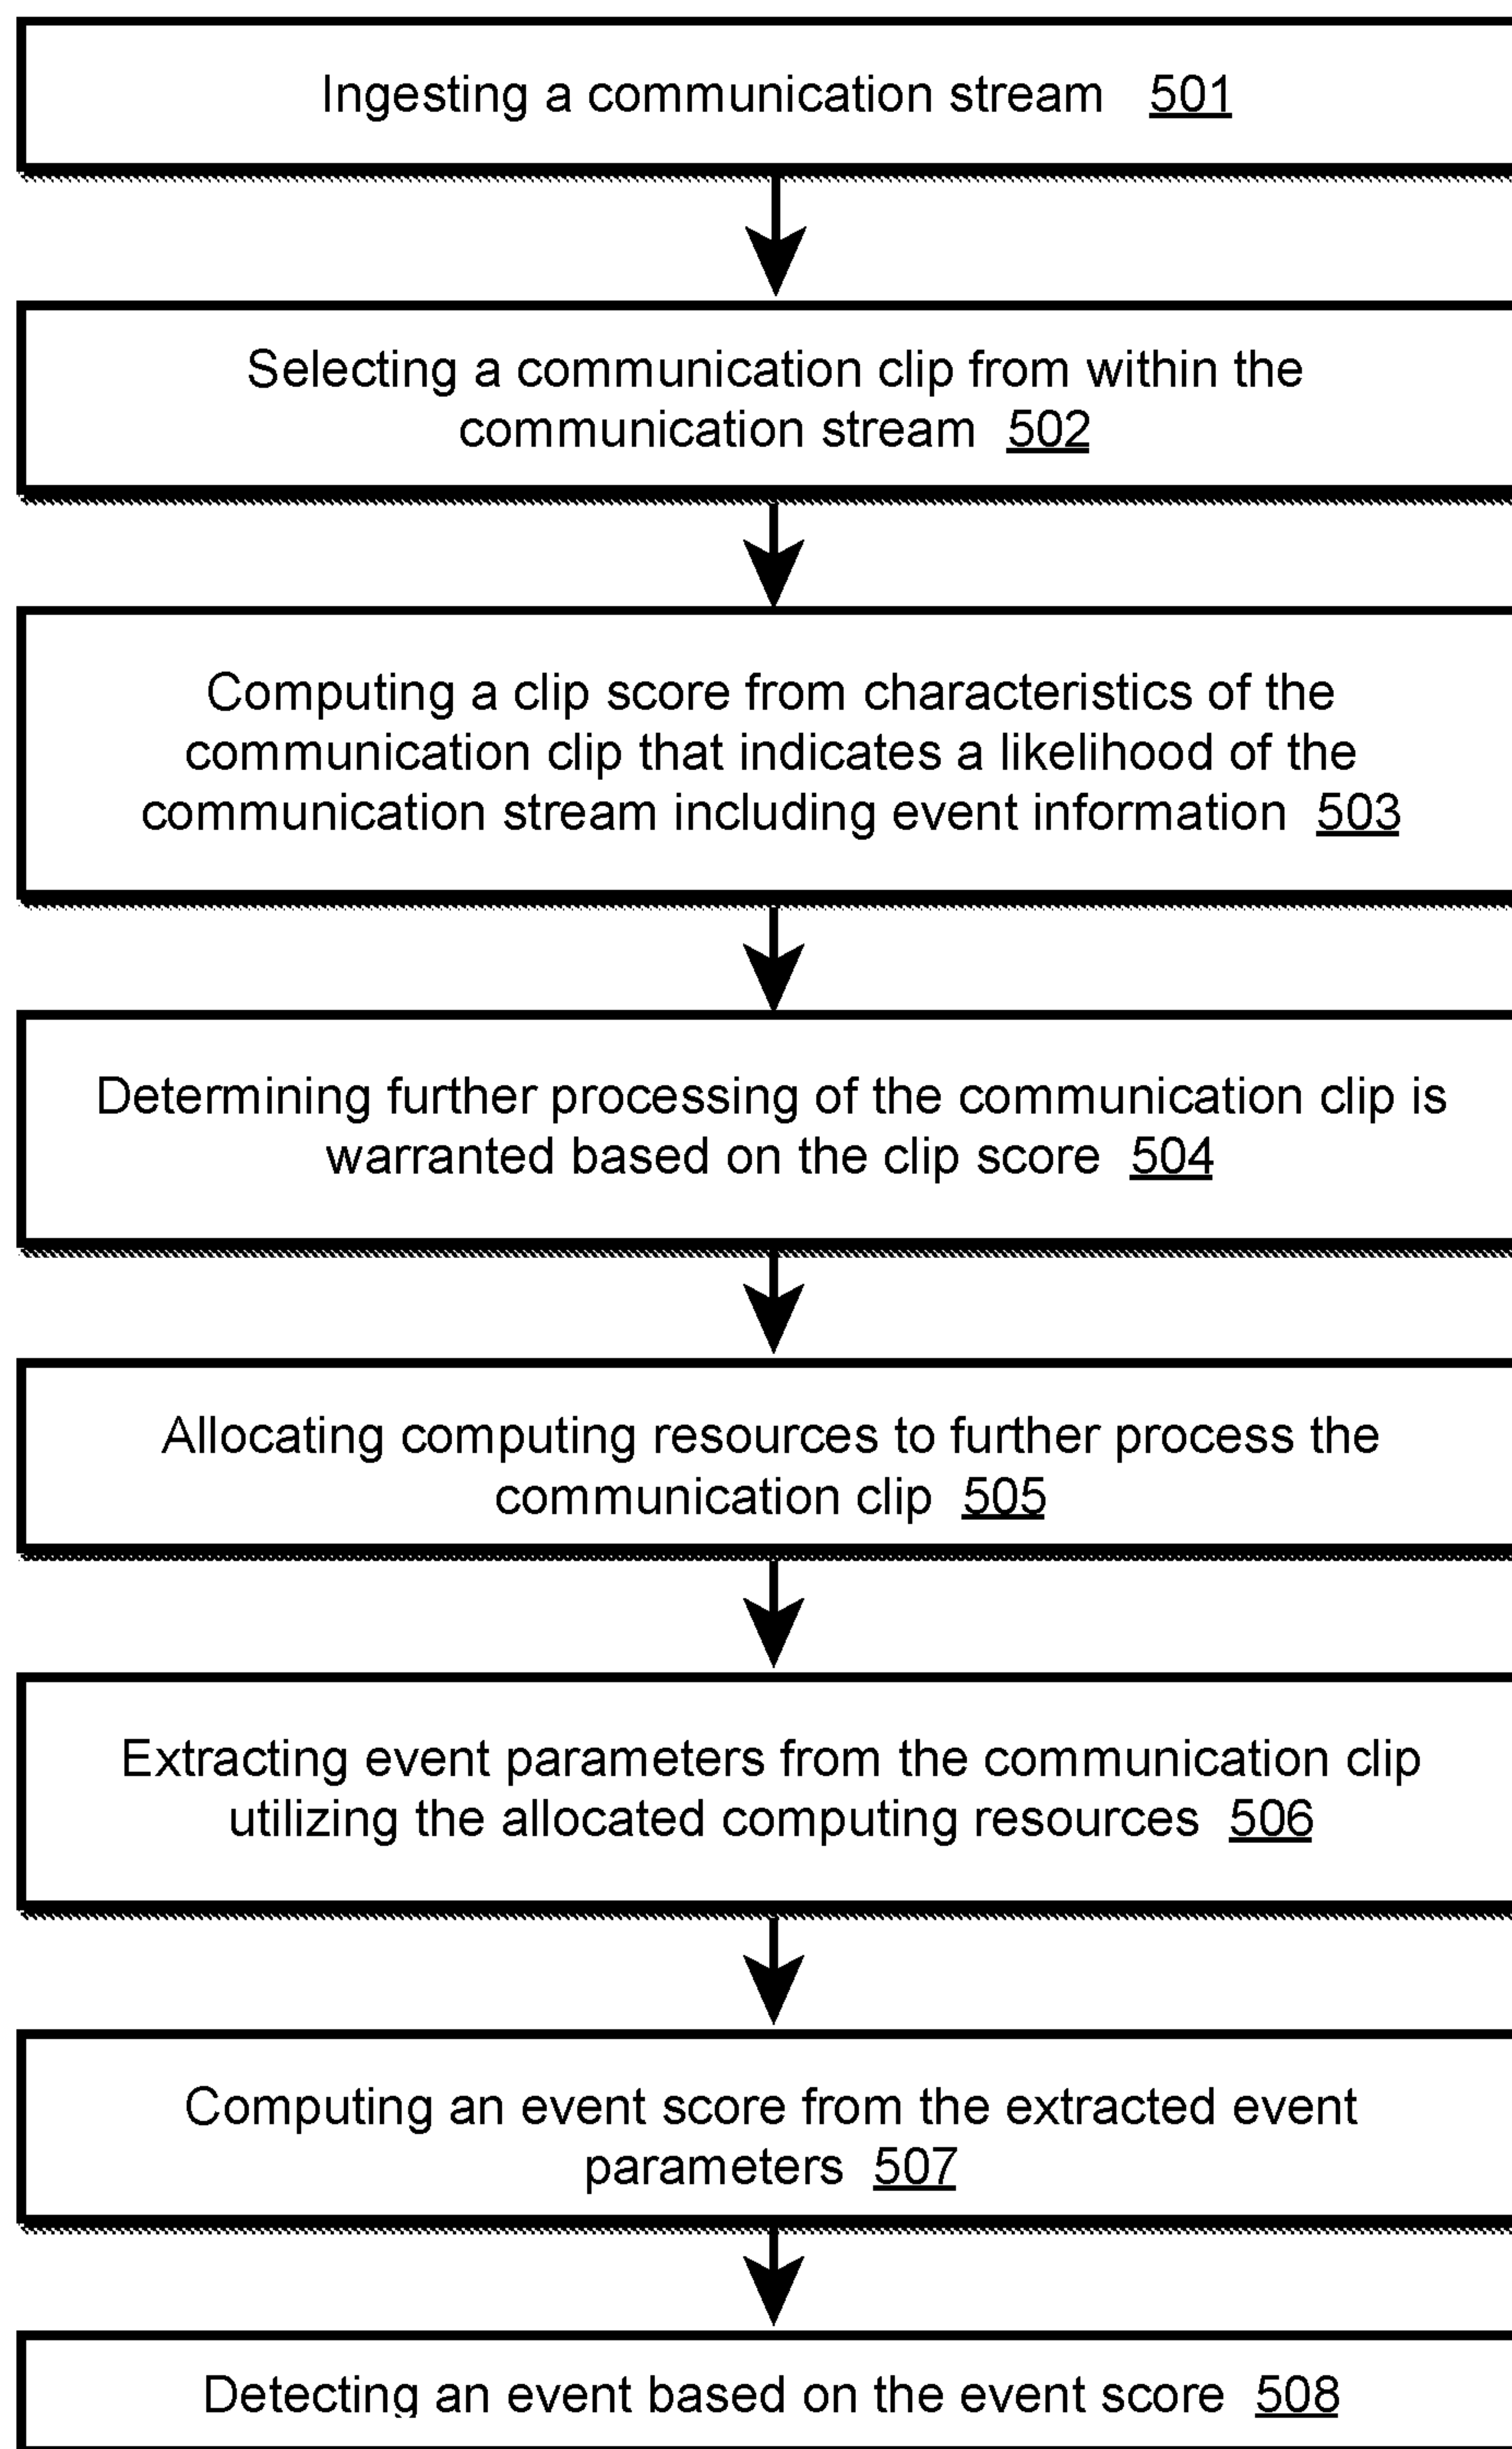 Ingesting a communication stream 501
Selecting a communication clip from within the
communication stream 502
Computing a clip score from characteristics of the
communication clip that indicates a likelihood of the
communication stream including event information 503
Determining further processing of the communication clip is
warranted based on the clip score 504
Allocating computing resources to further process the
communication clip 505
Extracting event parameters from the communication clip
utilizing the allocated computing resources 506
Computing an event score from the extracted event
parameters 507
Detecting an event based on the event score 508